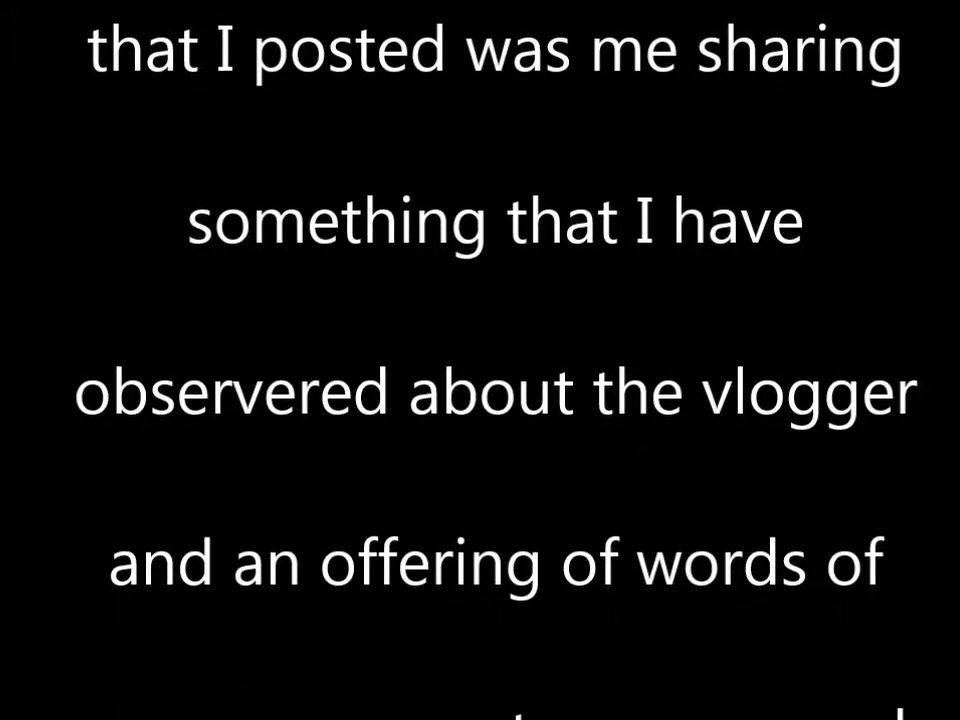 that I posted was me sharing
something that I have
observered about the vlogger
and an offering of words of